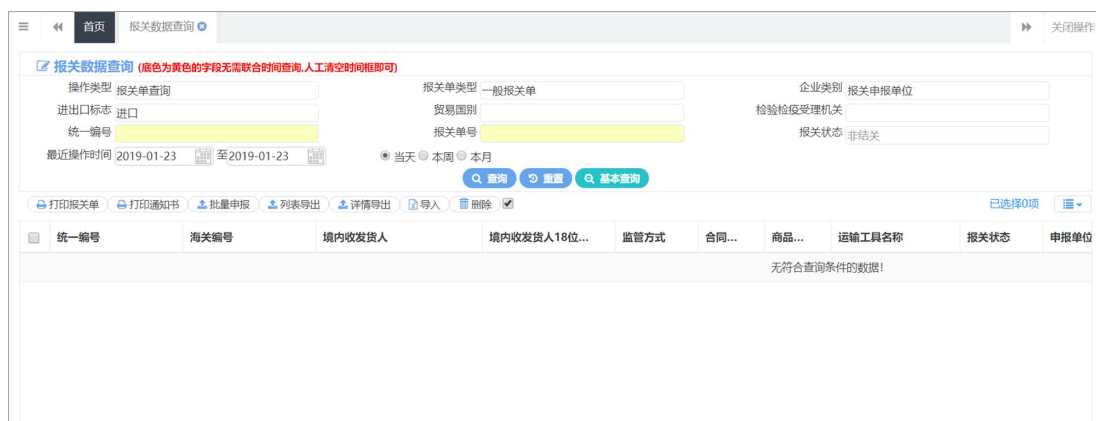 首页 报关数据查询 关闭操作
报关数据查询 (底色为黄色的字段无需联合时间查询,人工清空时间框即可)
操作类型 报关单查询 报关单类型 一般报关单 企业类别 报关申报单位
进出口标志 进口 贸易国别 检验检疫受理机关
统一编号 报关单号 报关状态 非结关
最近操作时间 2019-01-23 至 2019-01-23 当天 本周 本月
查询 重置 基本查询
打印报关单 打印通知书 批量申报 列表导出 详情导出 导入 删除 已选择0项
统一编号 海关编号 境内收发货人 境内收发货人18位... 监管方式 合同... 商品... 运输工具名称 报关状态 申报单位
无符合查询条件的数据!